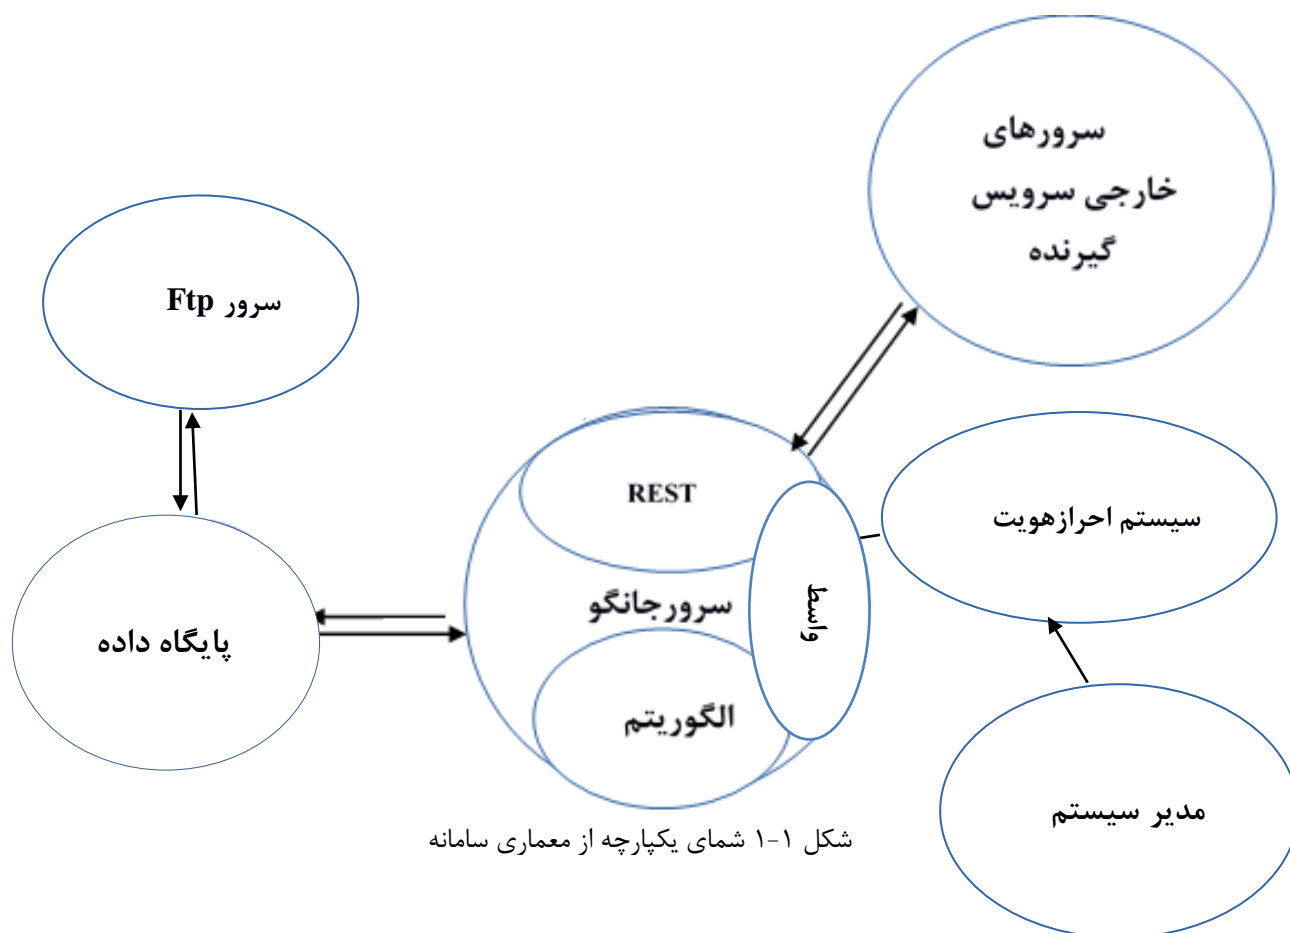 سرورهای
خارجی سرویس
گیرنده
سرور Ftp
REST
سیستم احرازهویت
واسط
سرورجانگو
پایگاه داده
الگوریتم
مدیر سیستم
شکل ۱-۱ شمای یکپارچه از معماری سامانه